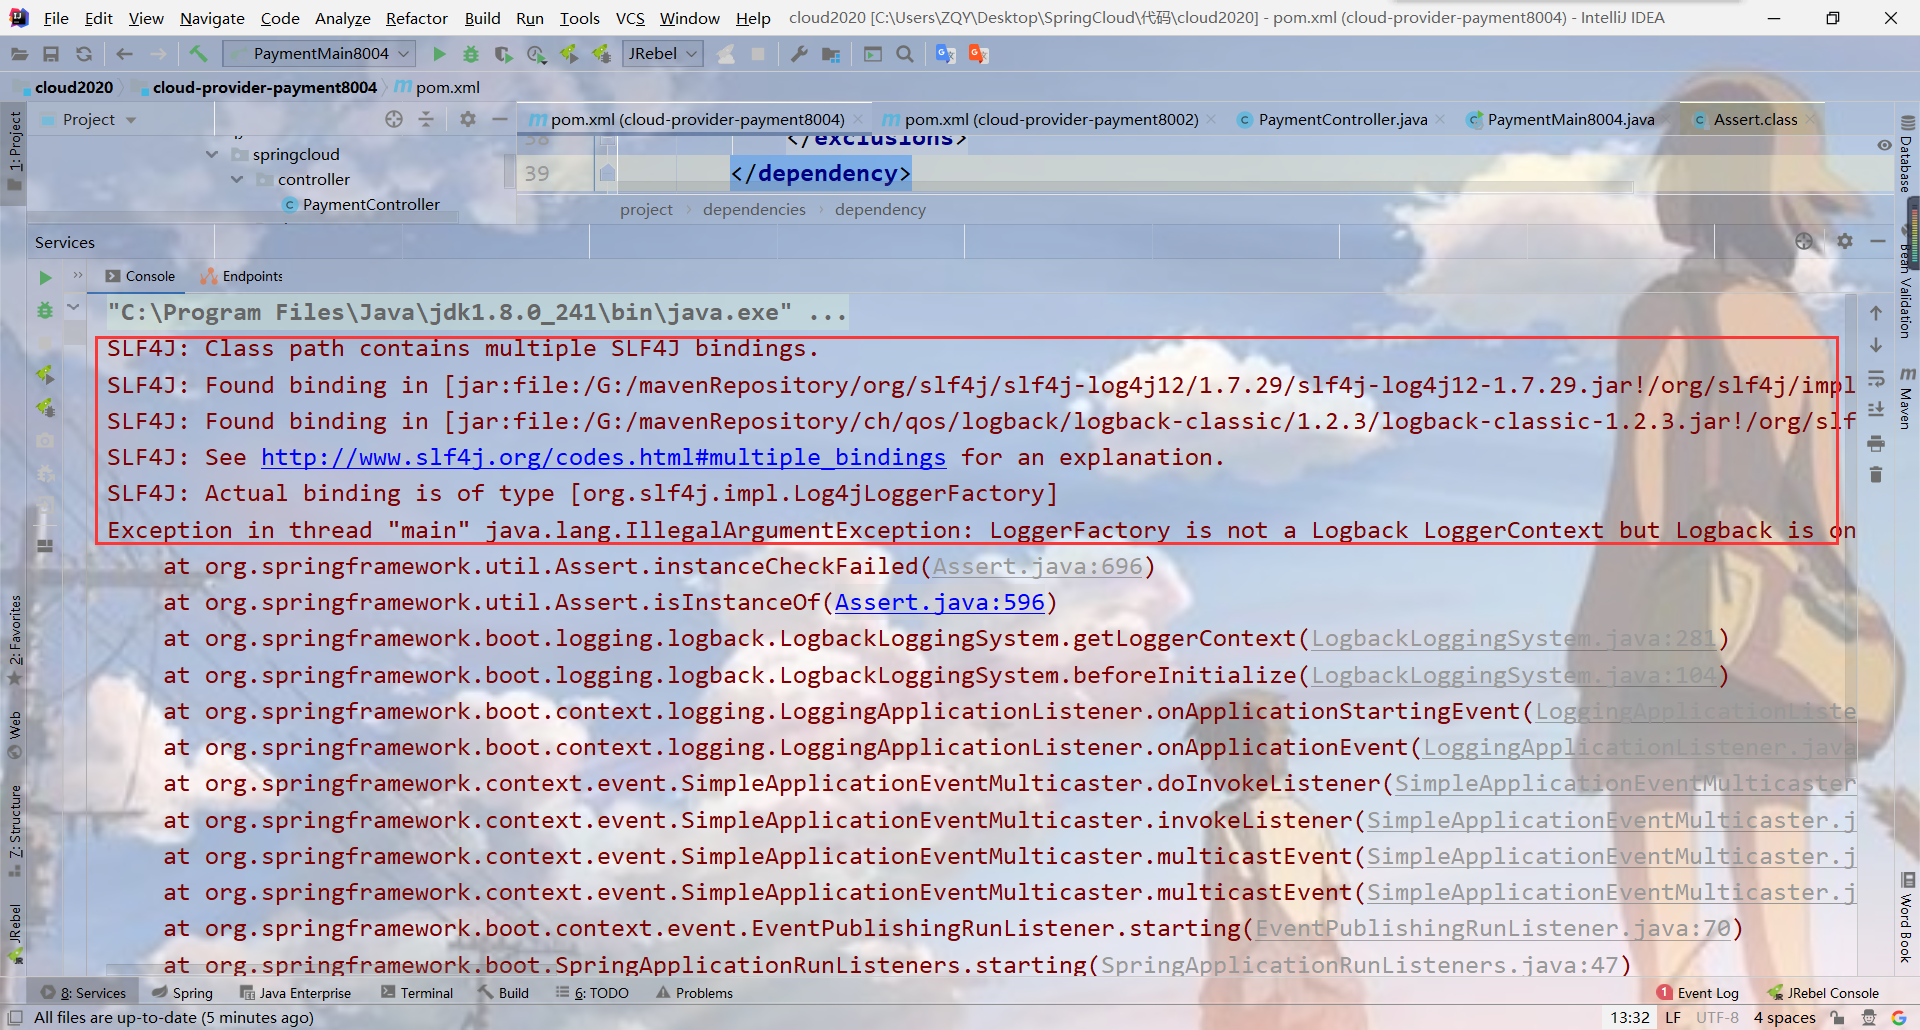 File Edit View Navigate Code Analyze Refactor Build Run Tools VCS Window Help cloud2020 [C:\Users\ZQY\Desktop\SpringCloud\代码\cloud2020] - pom.xml (cloud-provider-payment8004) - IntelliJ IDEA
PaymentMain8004 JRebel
cloud2020 cloud-provider-payment8004 pom.xml
Project
pom.xml (cloud-provider-payment8004) pom.xml (cloud-provider-payment8002) PaymentController.java PaymentMain8004.java Assert.class
springcloud
controller
PaymentController
38 </exclusions>
39 </dependency>
project dependencies dependency
Services
Console Endpoints
"C:\Program Files\Java\jdk1.8.0_241\bin\java.exe" ...
SLF4J: Class path contains multiple SLF4J bindings.
SLF4J: Found binding in [jar:file:/G:/mavenRepository/org/slf4j/slf4j-log4j12/1.7.29/slf4j-log4j12-1.7.29.jar!/org/slf4j/impl
SLF4J: Found binding in [jar:file:/G:/mavenRepository/ch/qos/logback/logback-classic/1.2.3/logback-classic-1.2.3.jar!/org/slf
SLF4J: See http://www.slf4j.org/codes.html#multiple_bindings for an explanation.
SLF4J: Actual binding is of type [org.slf4j.impl.Log4jLoggerFactory]
Exception in thread "main" java.lang.IllegalArgumentException: LoggerFactory is not a Logback LoggerContext but Logback is on
at org.springframework.util.Assert.instanceCheckFailed(Assert.java:696)
at org.springframework.util.Assert.isInstanceOf(Assert.java:596)
at org.springframework.boot.logging.logback.LogbackLoggingSystem.getLoggerContext(LogbackLoggingSystem.java:281)
at org.springframework.boot.logging.logback.LogbackLoggingSystem.beforeInitialize(LogbackLoggingSystem.java:104)
at org.springframework.boot.context.logging.LoggingApplicationListener.onApplicationStartingEvent(LoggingApplicationListe
at org.springframework.boot.context.logging.LoggingApplicationListener.onApplicationEvent(LoggingApplicationListener.java
at org.springframework.context.event.SimpleApplicationEventMulticaster.doInvokeListener(SimpleApplicationEventMulticaster
at org.springframework.context.event.SimpleApplicationEventMulticaster.invokeListener(SimpleApplicationEventMulticaster.j
at org.springframework.context.event.SimpleApplicationEventMulticaster.multicastEvent(SimpleApplicationEventMulticaster.j
at org.springframework.context.event.SimpleApplicationEventMulticaster.multicastEvent(SimpleApplicationEventMulticaster.j
at org.springframework.boot.context.event.EventPublishingRunListener.starting(EventPublishingRunListener.java:70)
at org.springframework.boot.SpringApplicationRunListeners.starting(SpringApplicationRunListeners.java:47)
1: Project
2: Favorites
Web
7: Structure
JRebel
Database
Bean Validation
Maven
Word Book
8: Services Spring Java Enterprise Terminal Build 6: TODO Problems 1 Event Log JRebel Console
All files are up-to-date (5 minutes ago) 13:32 LF UTF-8 4 spaces